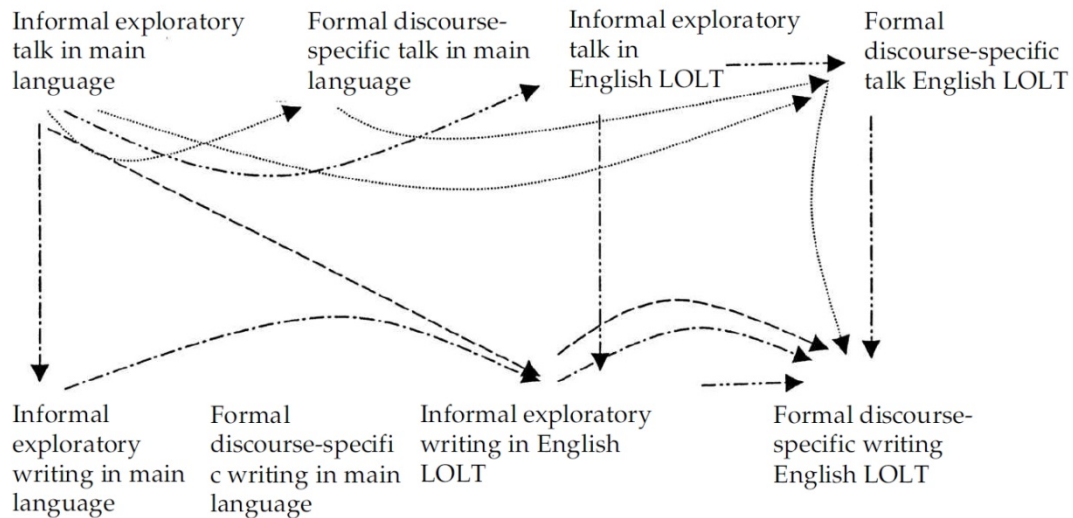 Informal exploratory
talk in main
language
Formal discourse-
specific talk in main
language
Informal exploratory
talk in
English LOLT
Formal
discourse-specific
talk English LOLT
Informal
exploratory
writing in main
language
Formal
discourse-specifi
c writing in main
language
Informal exploratory
writing in English
LOLT
Formal discourse-
specific writing
English LOLT